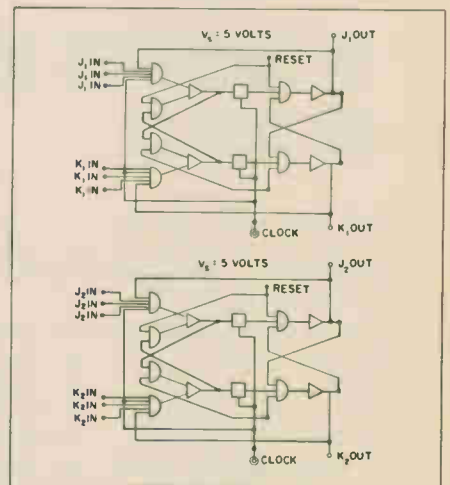 Vs = 5 VOLTS
J1 OUT
RESET
J1 IN
J1 IN
J1 IN
K1 IN
K1 IN
K1 IN
CLOCK
K1 OUT
Vs = 5 VOLTS
J2 OUT
RESET
J2 IN
J2 IN
J2 IN
K2 IN
K2 IN
K2 IN
CLOCK
K2 OUT